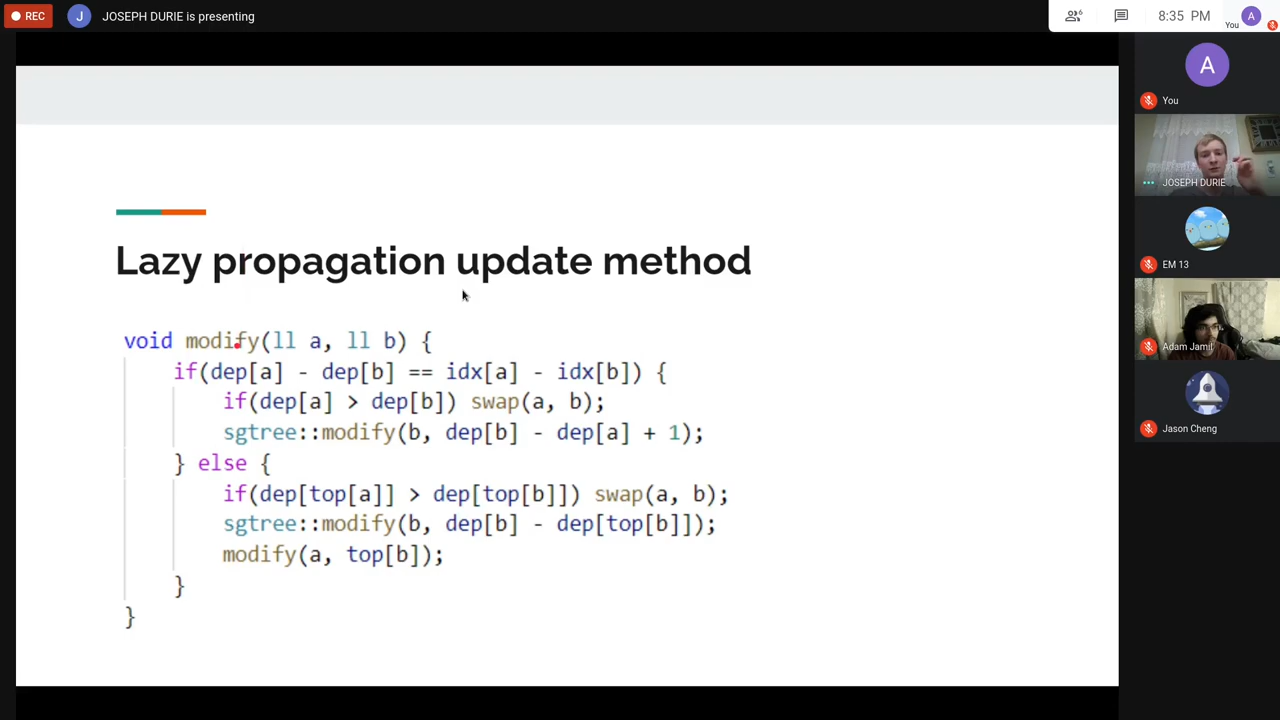 REC
J
JOSEPH DURIE is presenting
6
8:35 PM
You
A
A
You
JOSEPH DURIE
EM 13
Adam Jamil
Jason Cheng
Lazy propagation update method
void modify(ll a, ll b) {
if(dep[a] - dep[b] == idx[a] - idx[b]) {
if(dep[a] > dep[b]) swap(a, b);
sgtree::modify(b, dep[b] - dep[a] + 1);
} else {
if(dep[top[a]] > dep[top[b]]) swap(a, b);
sgtree::modify(b, dep[b] - dep[top[b]]);
modify(a, top[b]);
}
}